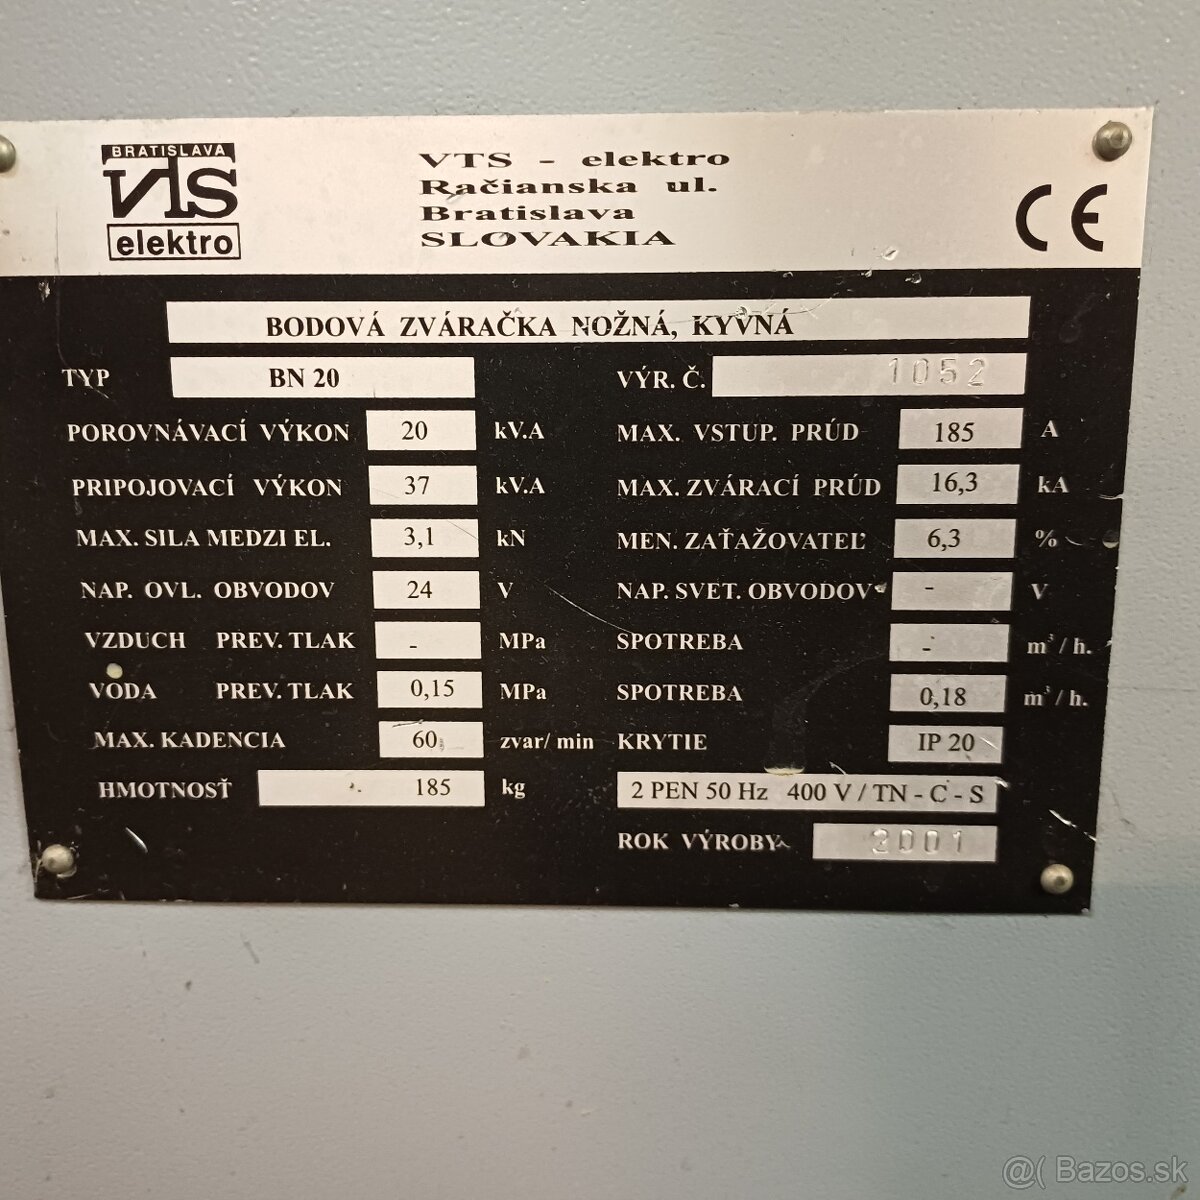 BRATISLAVA
VTS
elektro
VTS - elektro
Račianska ul.
Bratislava
SLOVAKIA
CE
BODOVÁ ZVÁRAČKA NOŽNÁ, KYVNÁ
TYP BN 20 VÝR. Č. 1052
POROVNÁVACÍ VÝKON 20 kV.A MAX. VSTUP. PRÚD 185 A
PRIPOJOVACÍ VÝKON 37 kV.A MAX. ZVÁRACÍ PRÚD 16,3 kA
MAX. SILA MEDZI EL. 3,1 kN MEN. ZAŤAŽOVATEĽ 6,3 %
NAP. OVL. OBVODOV 24 V NAP. SVET. OBVODOV - V
VZDUCH PREV. TLAK - MPa SPOTREBA - m³ / h.
VODA PREV. TLAK 0,15 MPa SPOTREBA 0,18 m³ / h.
MAX. KADENCIA 60 zvar/ min KRYTIE IP 20
HMOTNOSŤ 185 kg 2 PEN 50 Hz 400 V / TN - C - S
ROK VÝROBY 2001
@( Bazos.sk